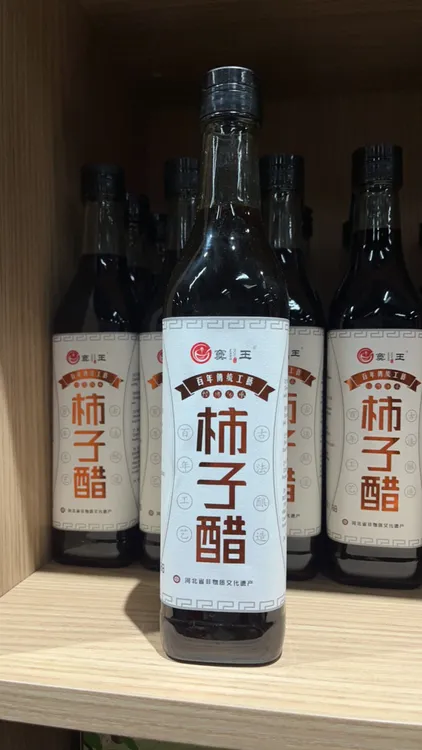 王
百年传统工艺
柿子醋
古法酿造
百年工艺
河北省非物质文化遗产